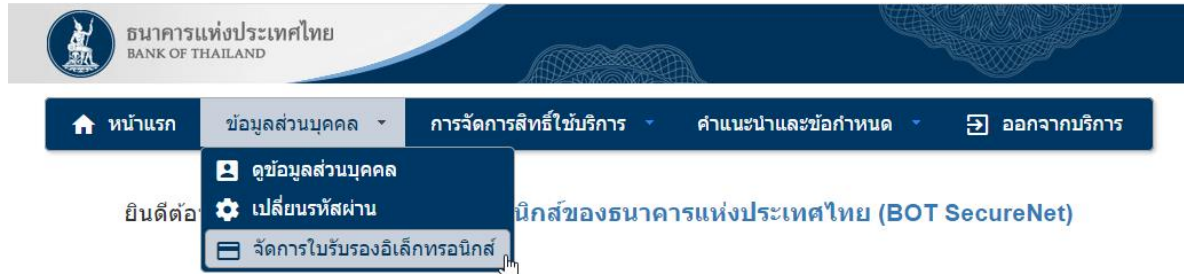 ธนาคารแห่งประเทศไทย
BANK OF THAILAND
หน้าแรก ข้อมูลส่วนบุคคล การจัดการสิทธิ์ใช้บริการ คำแนะนำและข้อกำหนด ออกจากบริการ
ดูข้อมูลส่วนบุคคล
เปลี่ยนรหัสผ่าน
จัดการใบรับรองอิเล็กทรอนิกส์
ยินดีต้อ นิกส์ของธนาคารแห่งประเทศไทย (BOT SecureNet)